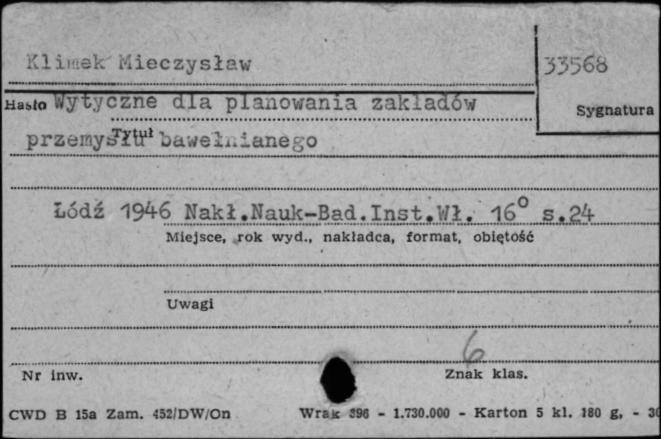 Klimek Mieczysław
33568
Hasło Wytyczne dla planowania zakładów
Sygnatura
Tytuł
przemysłu bawełnianego
Łódź 1946 Nakł.Nauk-Bad.Inst.Wł. 16° s.24
Miejsce, rok wyd., nakładca, format, objętość
Uwagi
6
Nr inw.
Znak klas.
CWD B 15a Zam. 452/DW/On Wrak 396 - 1.730.000 - Karton 5 kl. 180 g, - 30